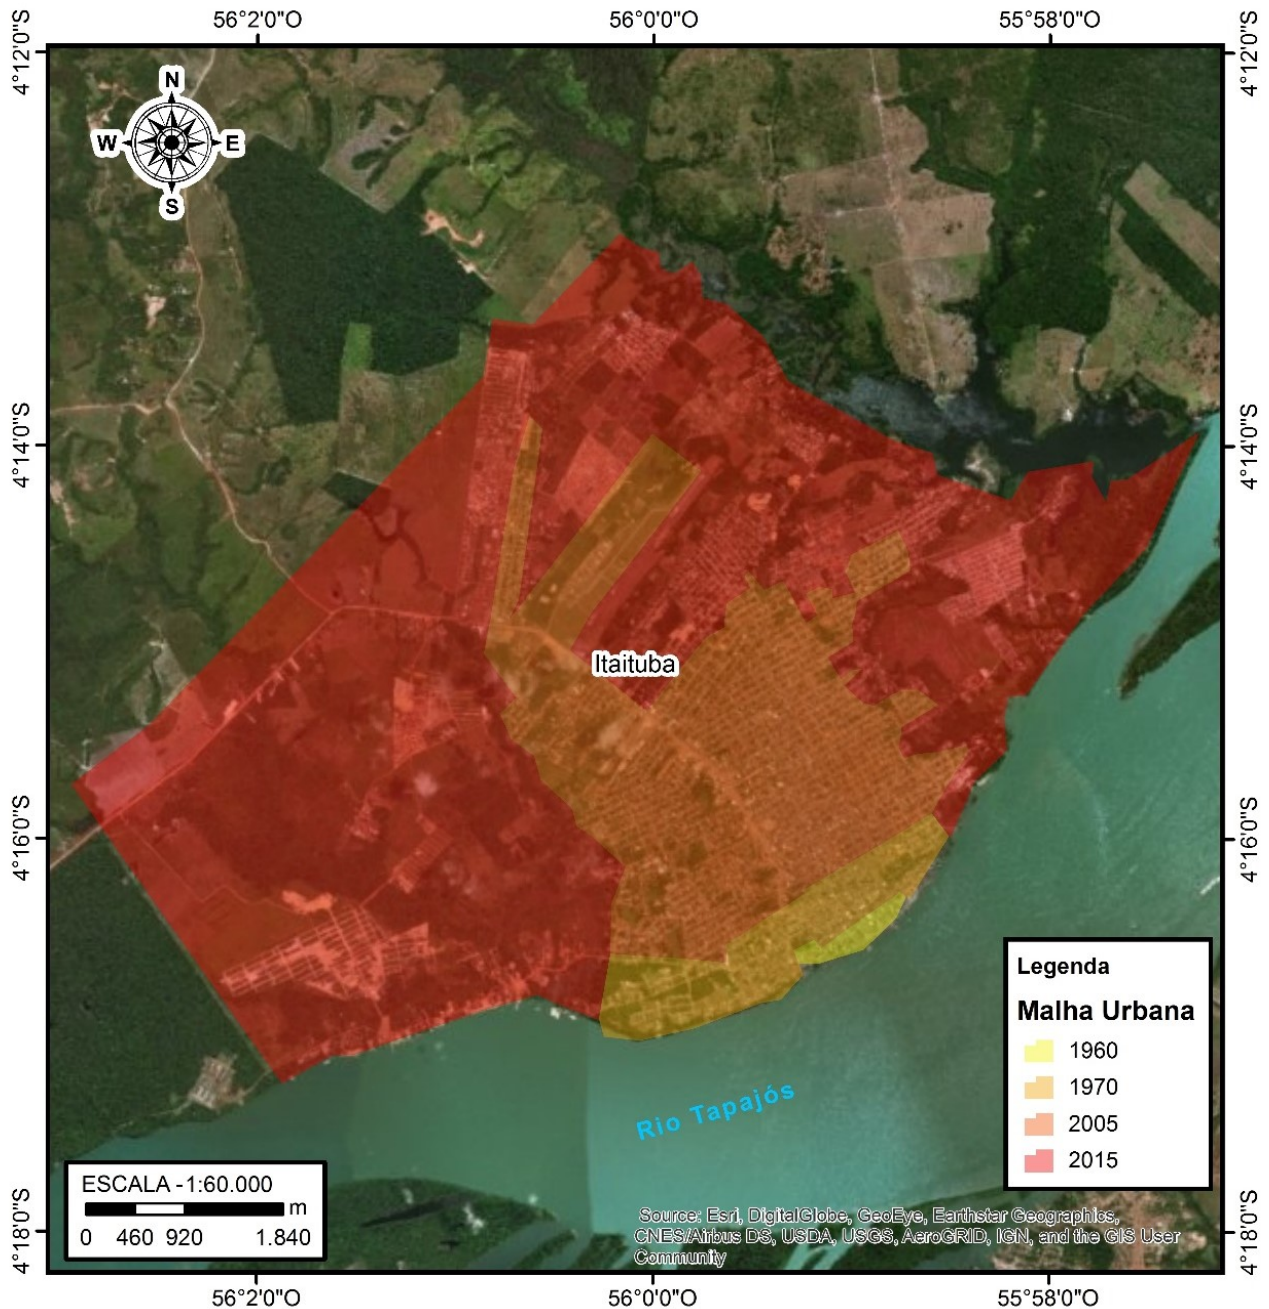 56°2'0"O 56°0'0"O 55°58'0"O
4°12'0"S 4°12'0"S
N
W E
S
4°14'0"S 4°14'0"S
Itaituba
4°16'0"S 4°16'0"S
Legenda
Malha Urbana
1960
1970
2005
2015
Rio Tapajós
ESCALA -1:60.000
m
0 460 920 1.840
Source: Esri, DigitalGlobe, GeoEye, Earthstar Geographics,
CNES/Airbus DS, USDA, USGS, AeroGRID, IGN, and the GIS User
Community
4°18'0"S 4°18'0"S
56°2'0"O 56°0'0"O 55°58'0"O